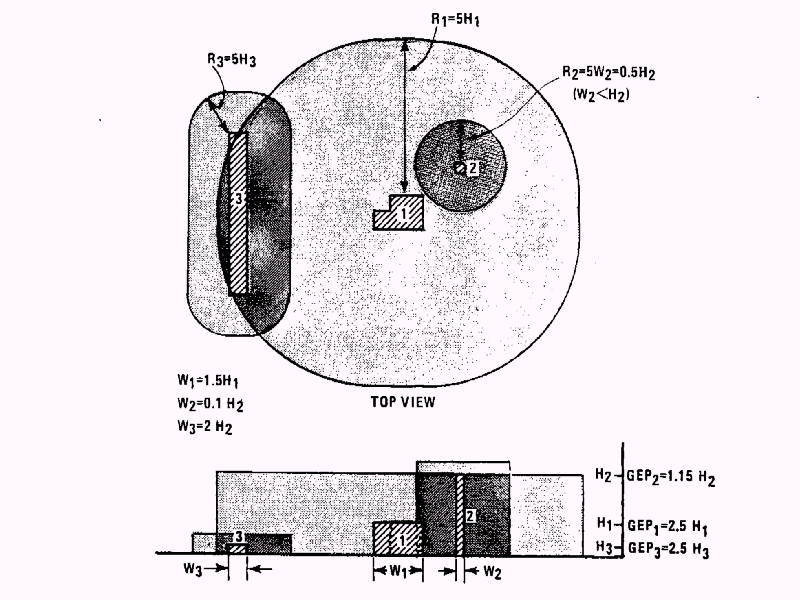 R1=5H1
R3=5H3
R2=5W2=0.5H2
(W2<H2)
2
3
1
W1=1.5H1
W2=0.1 H2
W3=2 H2
TOP VIEW
H2 GEP2=1.15 H2
2
H1 GEP1=2.5 H1
3
1
H3 GEP3=2.5 H3
W3 W1 W2